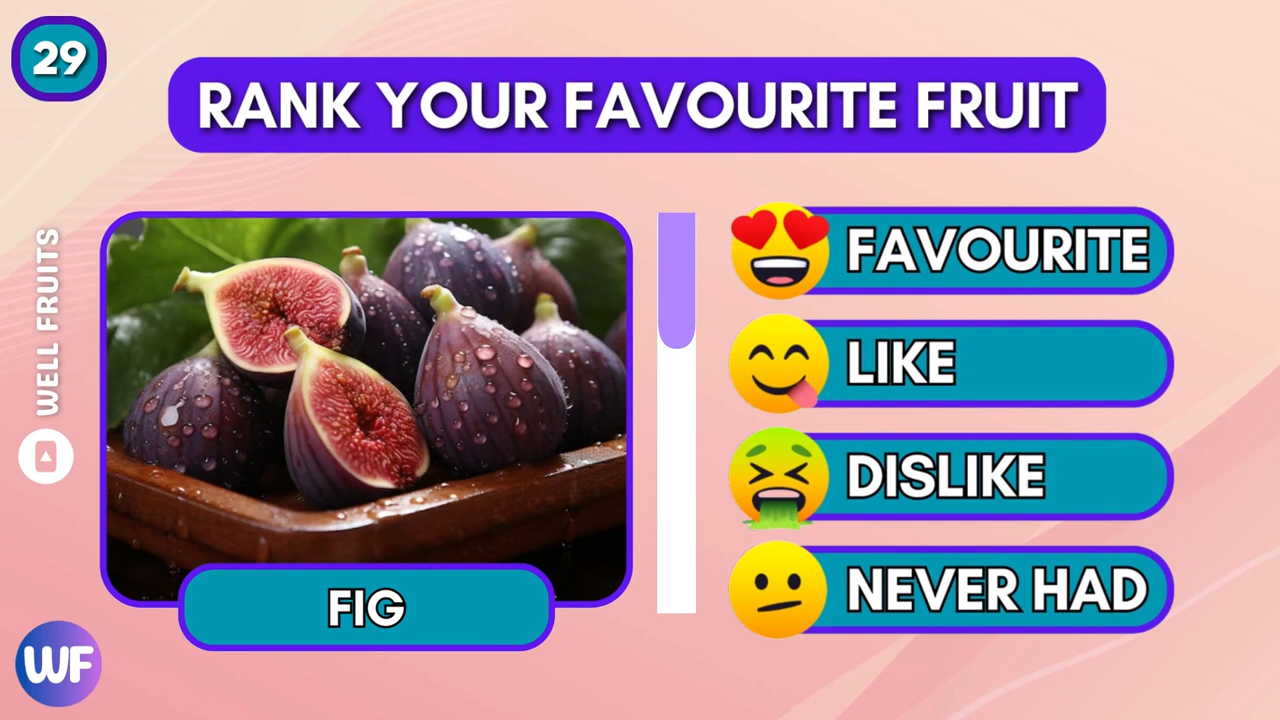 29
RANK YOUR FAVOURITE FRUIT
WELL FRUITS
FIG
FAVOURITE
LIKE
DISLIKE
NEVER HAD
WF